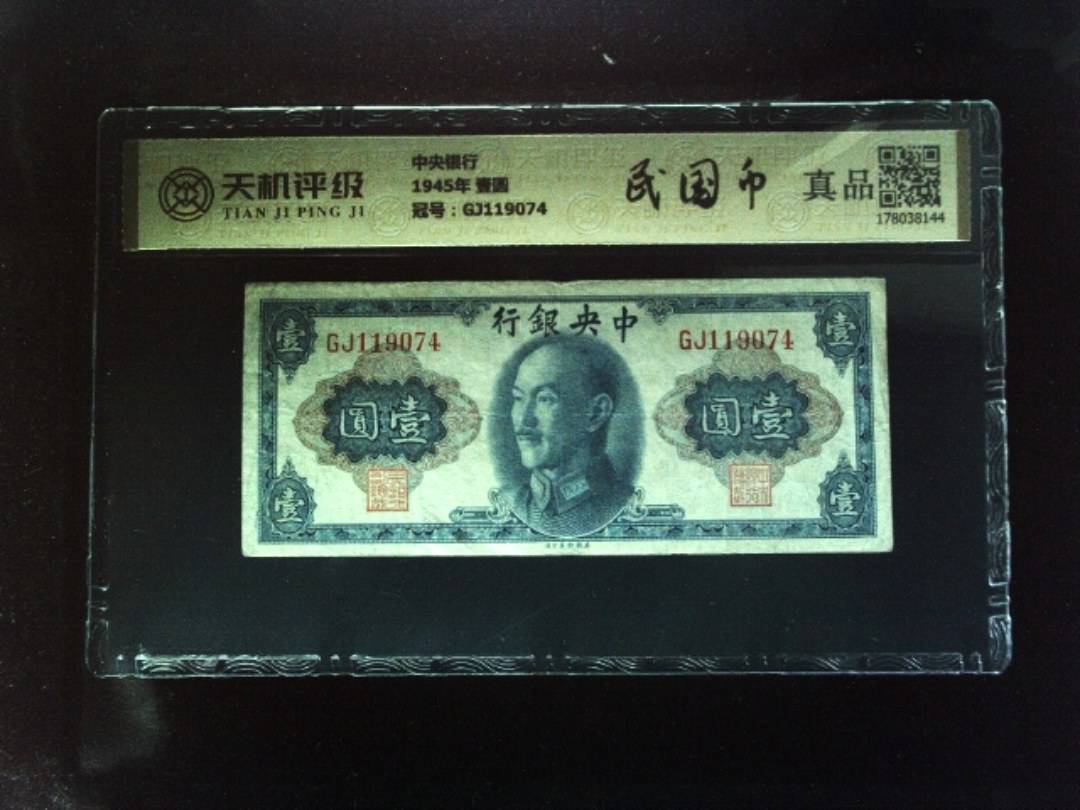 天机评级
TIAN JI PING JI
中央银行
1945年 壹圆
冠号：GJ119074
民国币
真品
178038144
行銀央中
壹
GJ119074
GJ119074
壹
圓壹
圓壹
壹
壹